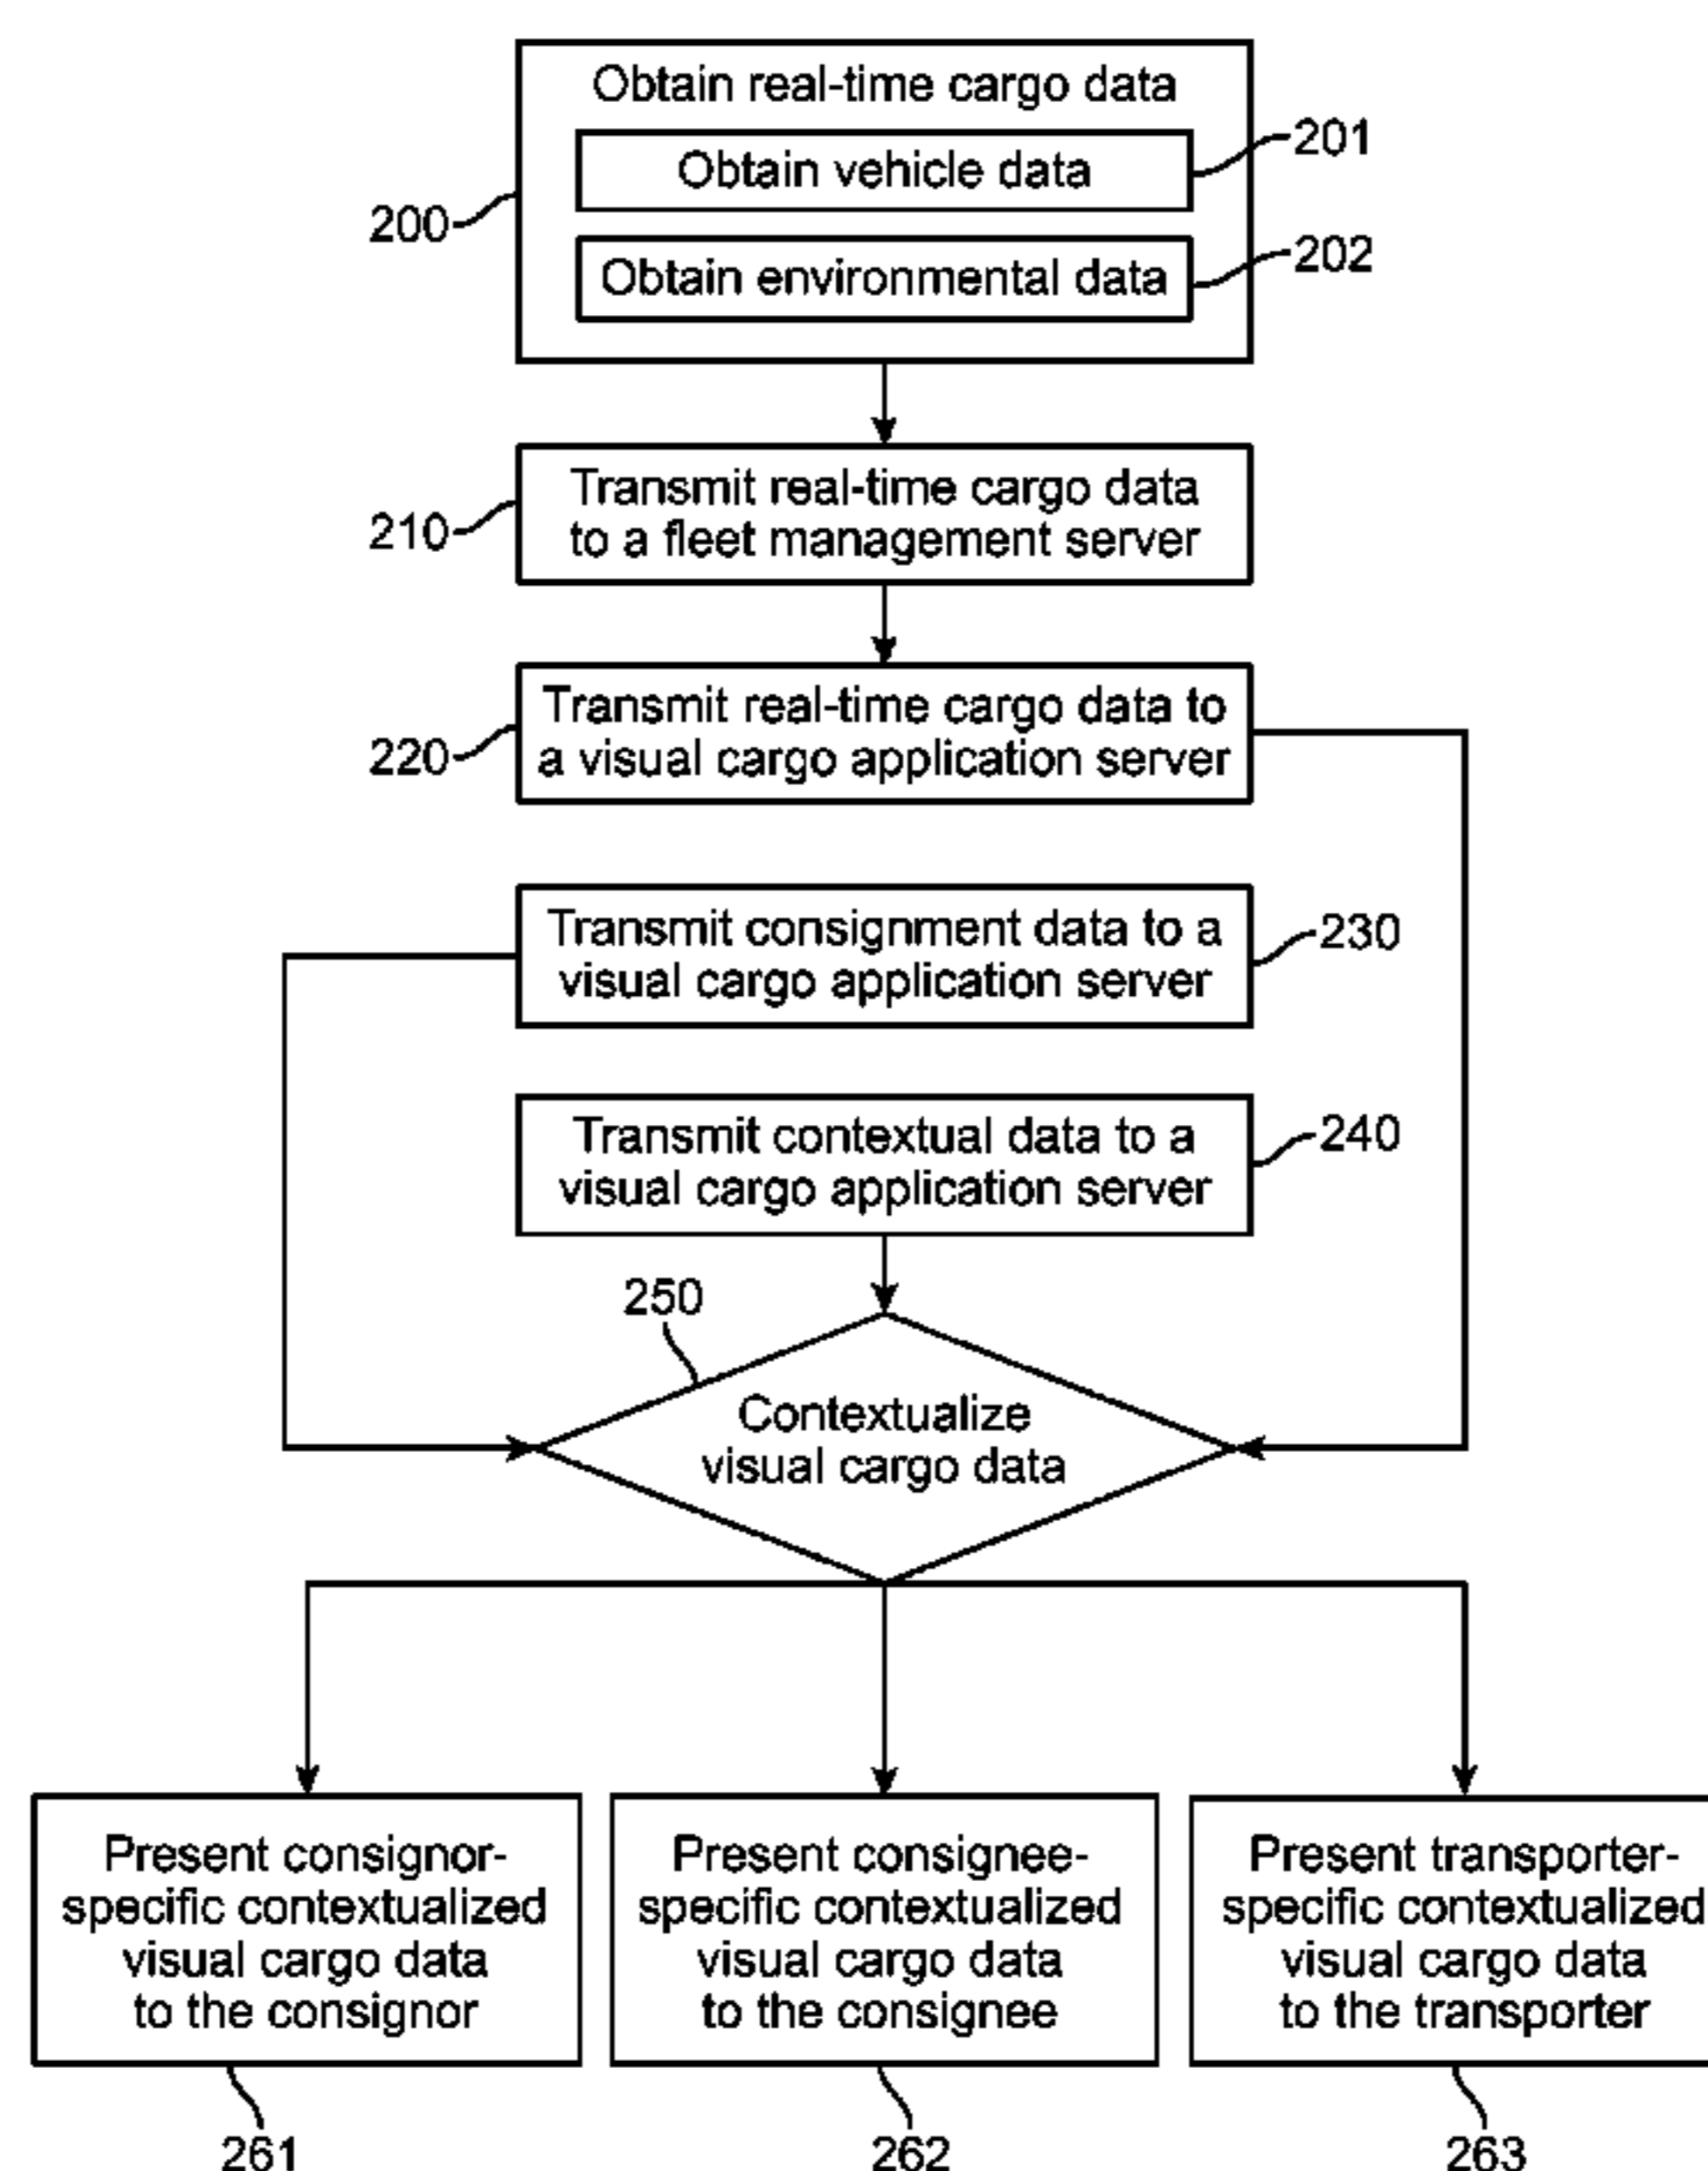 Obtain real-time cargo data
201
Obtain vehicle data
200
202
Obtain environmental data
Transmit real-time cargo data
to a fleet management server
210
Transmit real-time cargo data to
a visual cargo application server
220
Transmit consignment data to a
visual cargo application server
230
Transmit contextual data to a
visual cargo application server
240
250
Contextualize
visual cargo data
Present consignor-
specific contextualized
visual cargo data
to the consignor
Present consignee-
specific contextualized
visual cargo data
to the consignee
Present transporter-
specific contextualized
visual cargo data
to the transporter
261
262
263